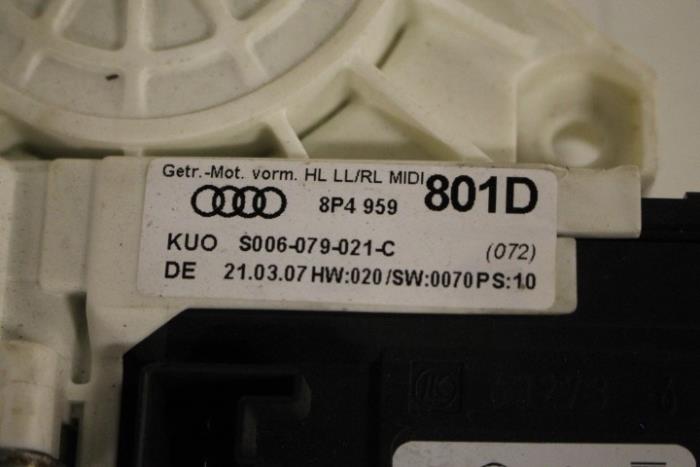 Getr.-Mot. vorm. HL LL/RL MIDI
8P4 959 801D
KUO S006-079-021-C (072)
DE 21.03.07 HW:020/SW:0070 PS:10